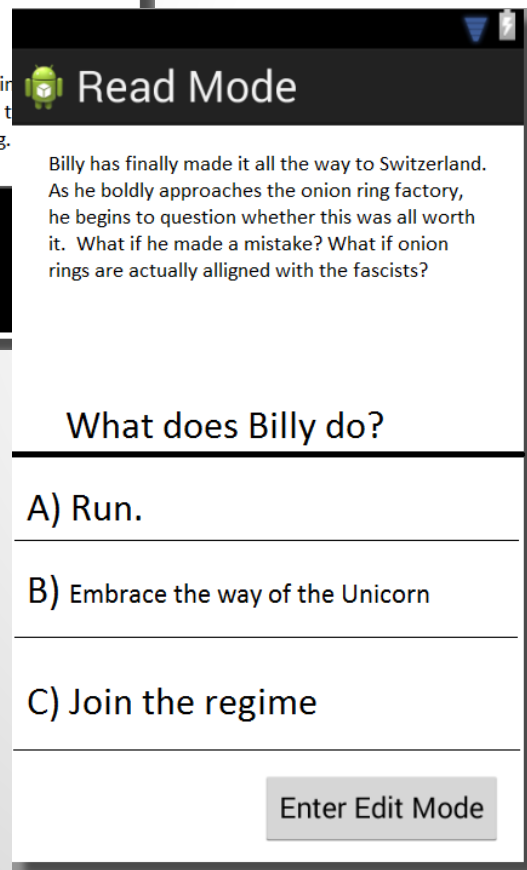 Read Mode
Billy has finally made it all the way to Switzerland.
As he boldly approaches the onion ring factory,
he begins to question whether this was all worth
it.  What if he made a mistake? What if onion
rings are actually alligned with the fascists?
What does Billy do?
A) Run.
B) Embrace the way of the Unicorn
C) Join the regime
Enter Edit Mode